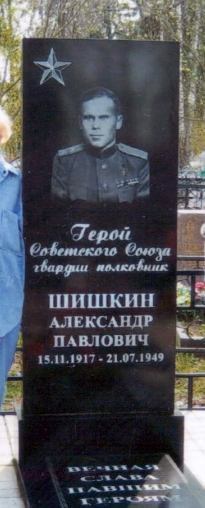 Герой
Советского Союза
гвардии полковник
ШИШКИН
АЛЕКСАНДР
ПАВЛОВИЧ
15.11.1917 - 21.07.1949
ВЕЧНАЯ
СЛАВА
ПАВШИМ
ГЕРОЯМ